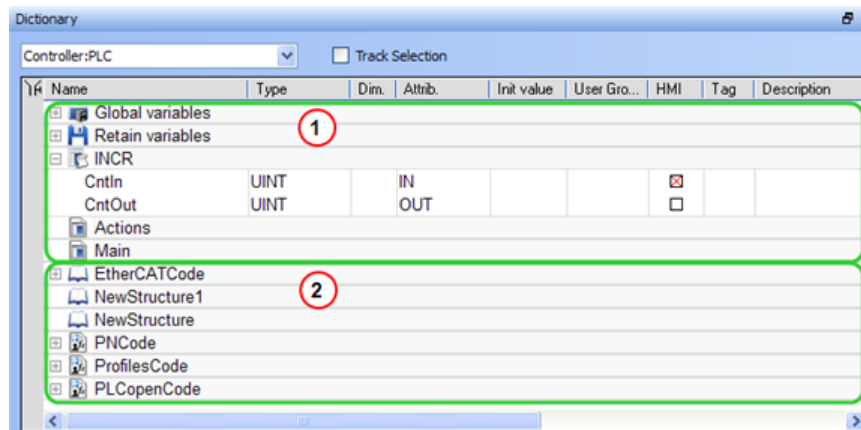 Dictionary
Controller:PLC Track Selection
Name Type Dim. Attrib. Init value User Gro... HMI Tag Description
Global variables
1
Retain variables
INCR
CntIn UINT IN
CntOut UINT OUT
Actions
Main
EtherCATCode
2
NewStructure1
NewStructure
PNCode
ProfilesCode
PLCopenCode